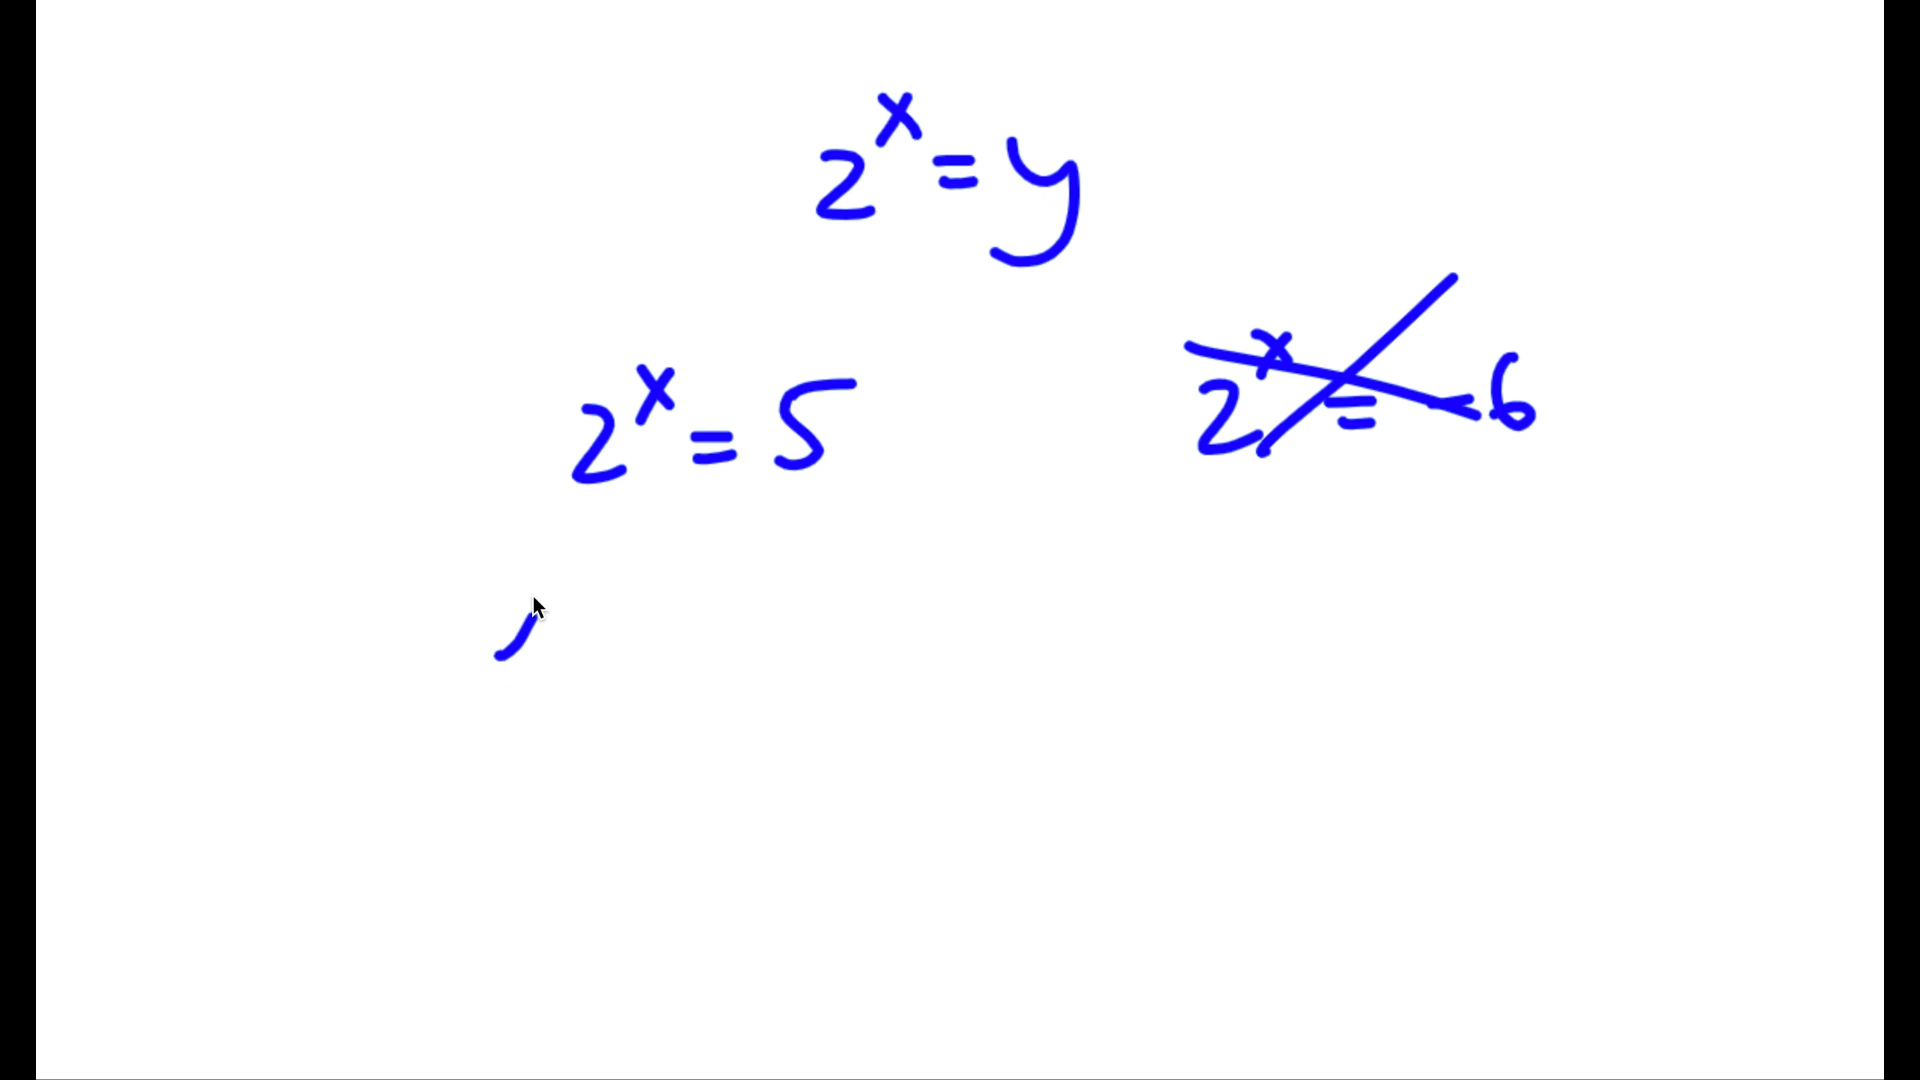 2^x = y
2^x = 5
2^x = -6